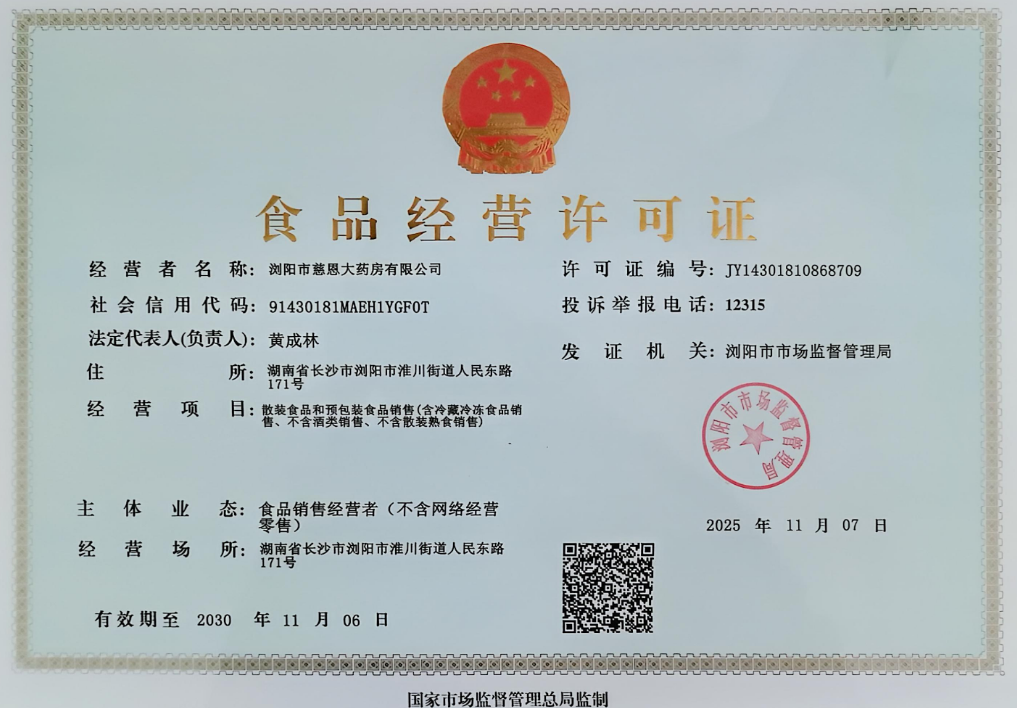 食品经营许可证
经营者名称：浏阳市慈恩大药房有限公司
许可证编号：JY14301810868709
社会信用代码：91430181MAEH1YGF0T
投诉举报电话：12315
法定代表人(负责人)：黄成林
发证机关：浏阳市市场监督管理局
住所：湖南省长沙市浏阳市淮川街道人民东路
171号
经营项目：散装食品和预包装食品销售(含冷藏冷冻食品销
售、不含酒类销售、不含散装熟食销售)
浏阳市市场监督管理局
主体业态：食品销售经营者（不含网络经营
零售）
2025 年 11 月 07 日
经营场所：湖南省长沙市浏阳市淮川街道人民东路
171号
有效期至 2030 年 11 月 06 日
国家市场监督管理总局监制